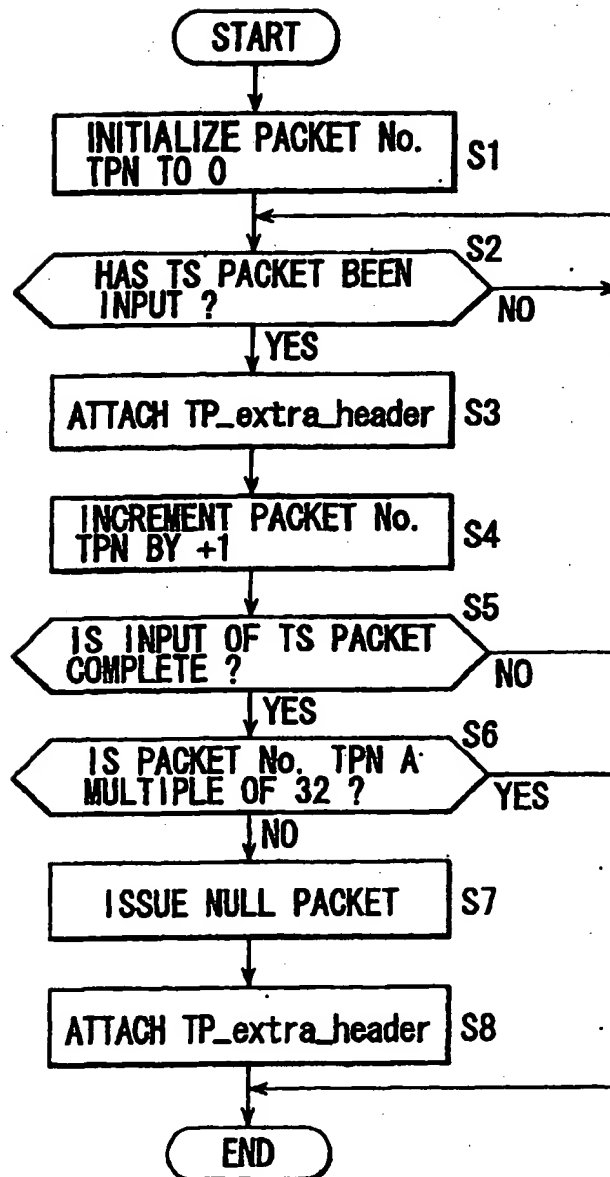 START
INITIALIZE PACKET No.
TPN TO 0
S1
S2
HAS TS PACKET BEEN
INPUT ?
NO
YES
ATTACH TP_extra_header
S3
INCREMENT PACKET No.
TPN BY +1
S4
S5
IS INPUT OF TS PACKET
COMPLETE ?
NO
YES
S6
IS PACKET No. TPN A
MULTIPLE OF 32 ?
YES
NO
ISSUE NULL PACKET
S7
ATTACH TP_extra_header
S8
END